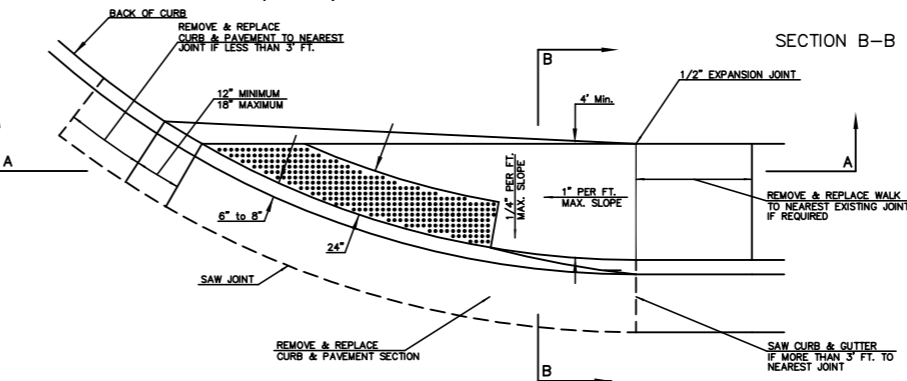 BACK OF CURB
REMOVE & REPLACE
CURB & PAVEMENT TO NEAREST
JOINT IF LESS THAN 3' FT.
B
SECTION B-B
12" MINIMUM
18" MAXIMUM
1/2" EXPANSION JOINT
4' Min.
A
A
1/4" PER FT.
MAX. SLOPE
1" PER FT.
MAX. SLOPE
REMOVE & REPLACE WALK
TO NEAREST EXISTING JOINT
IF REQUIRED
6" to 8"
24"
SAW JOINT
REMOVE & REPLACE
CURB & PAVEMENT SECTION
SAW CURB & GUTTER
IF MORE THAN 3' FT. TO
NEAREST JOINT
B